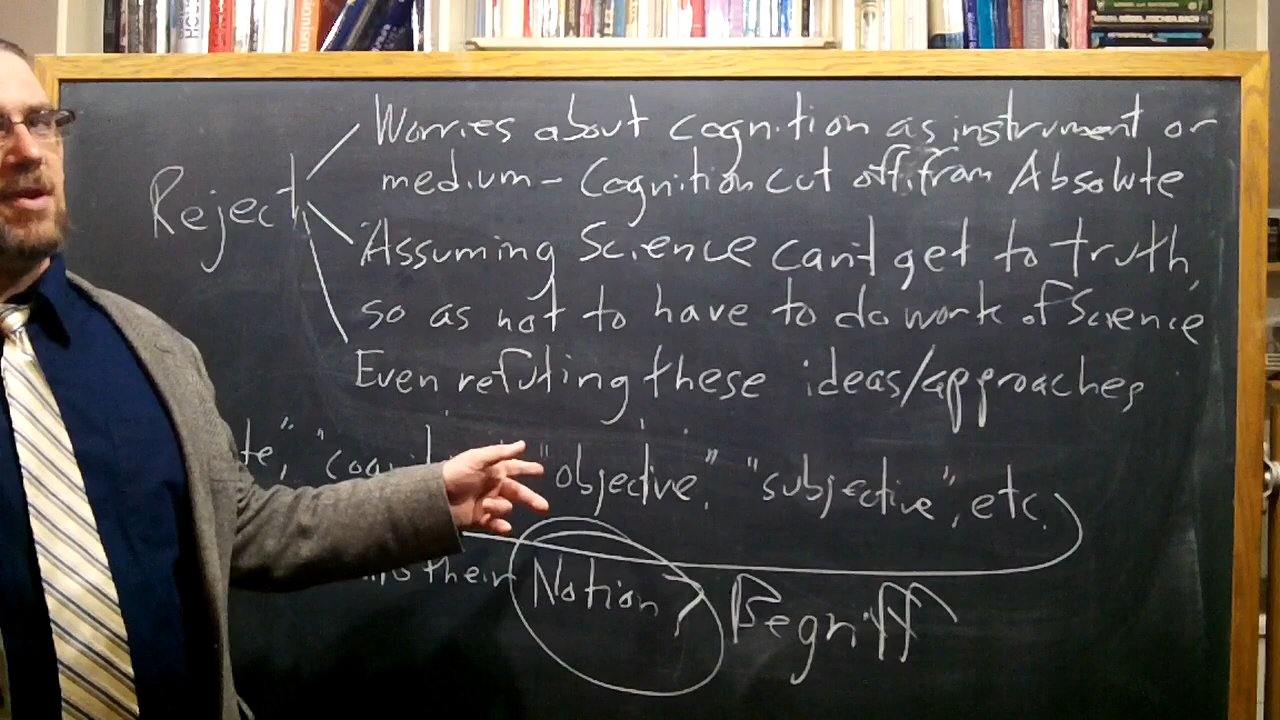 Worries about cognition as instrument or
Reject medium - Cognition cut off from Absolute
Assuming Science can't get to truth,
so as not to have to do work of Science
Even refuting these ideas/approaches
"objective," "subjective", etc.
their Notion Begriff